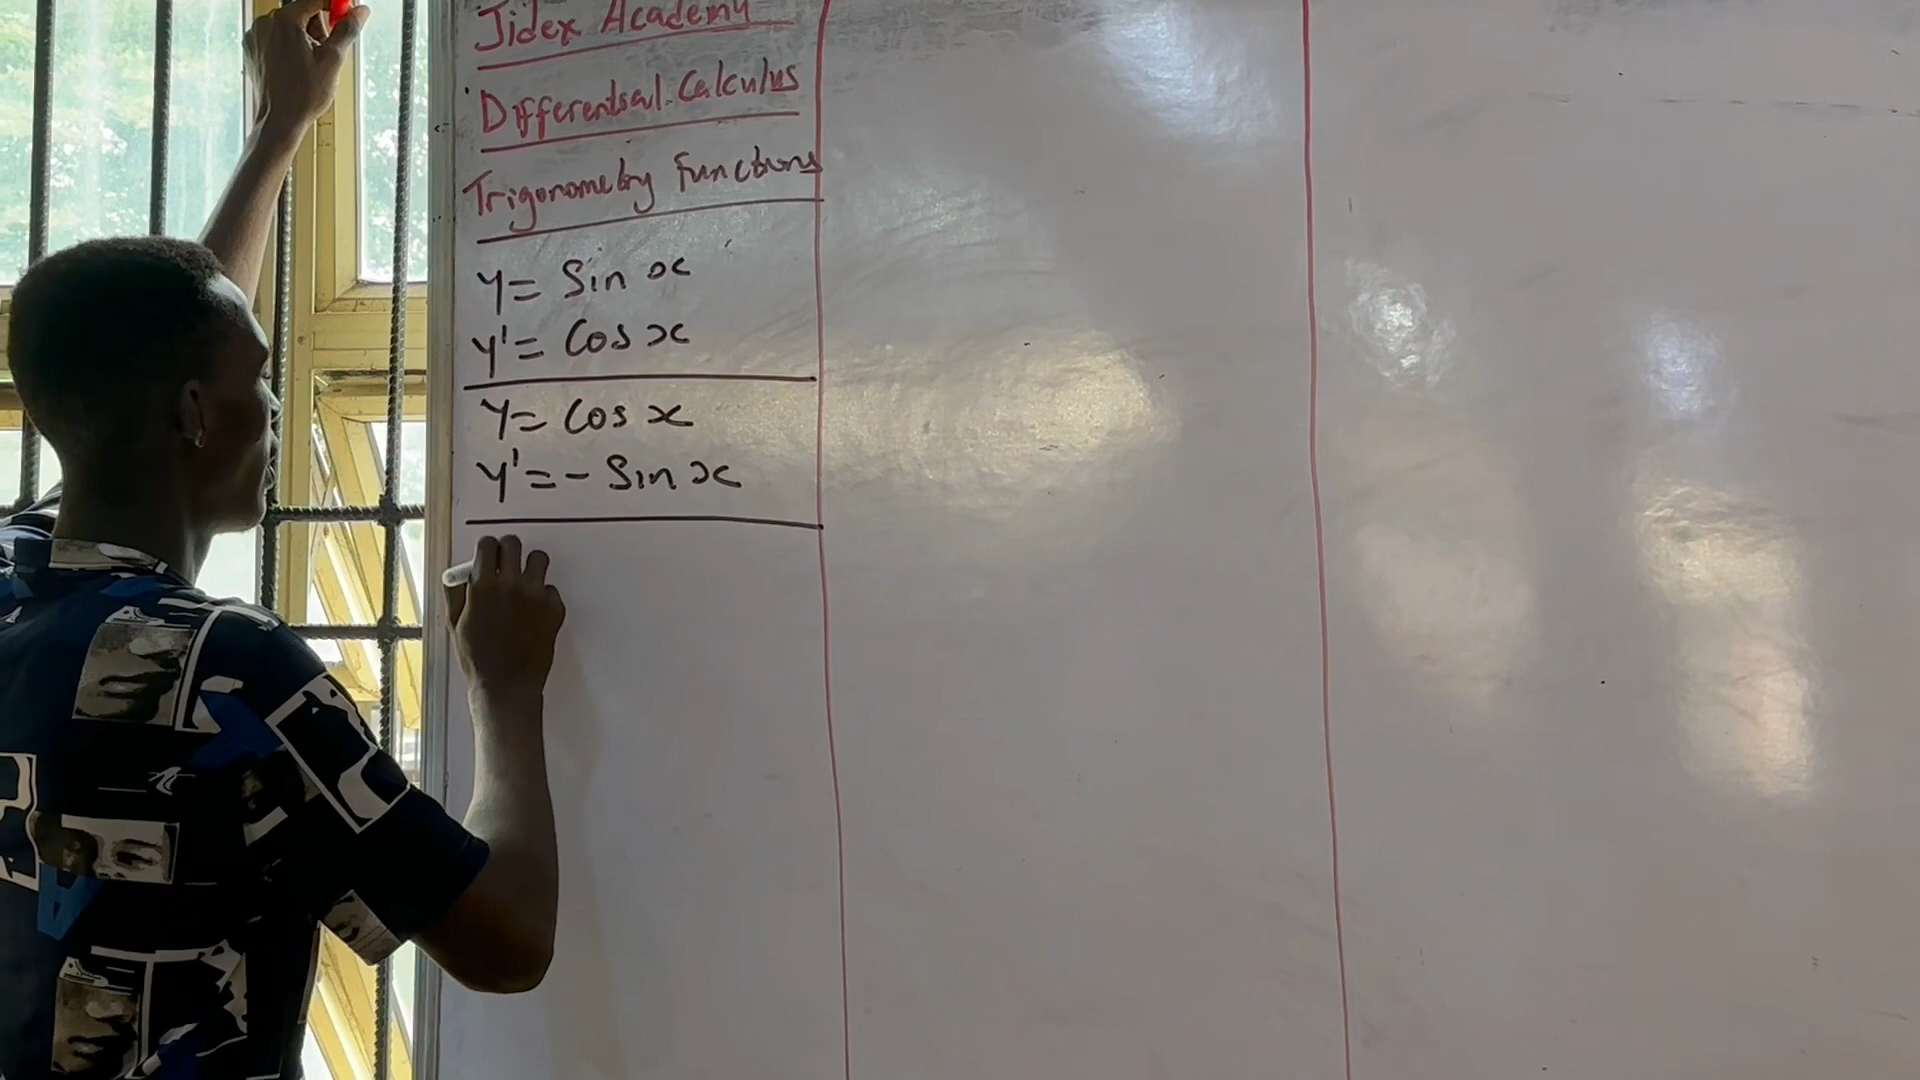 Jidex Academy
Differential Calculus
Trigonometry Functions
y = Sin x
y' = Cos x
y = Cos x
y' = - Sin x